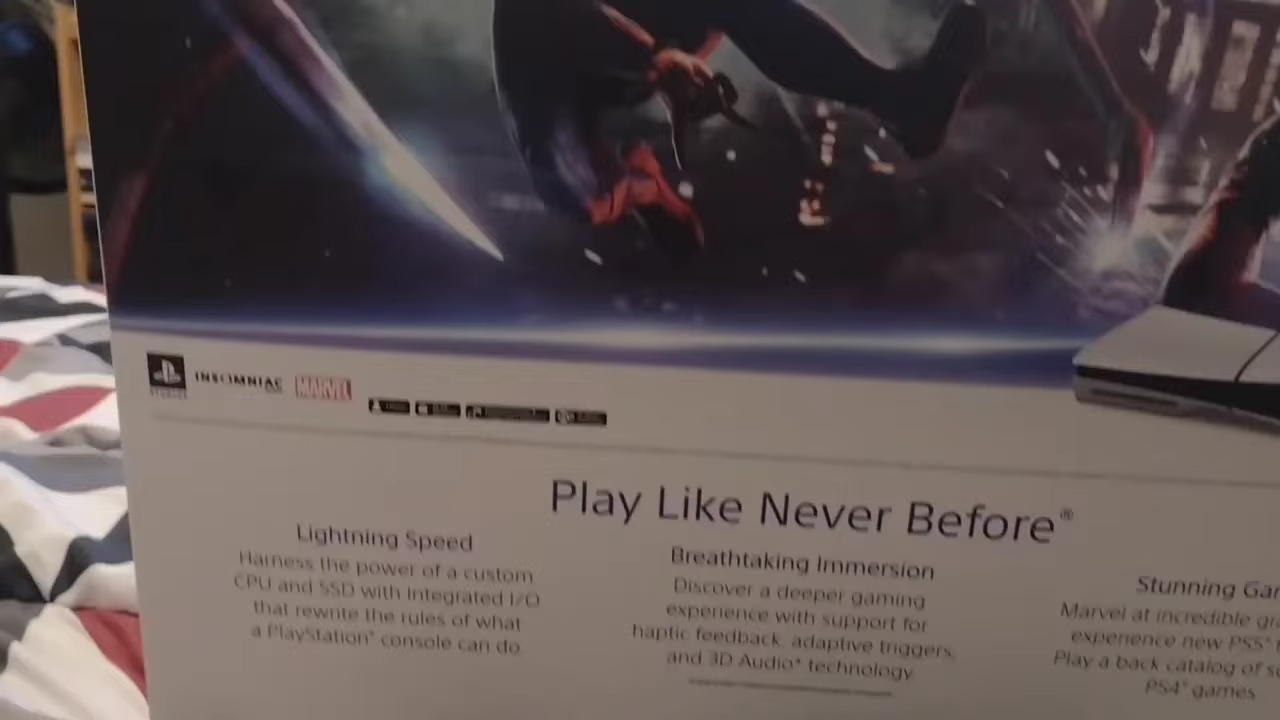 STUDIOS
INSOMNIAC
MARVEL
Play Like Never Before®
Lightning Speed
Harness the power of a custom
CPU and SSD with Integrated I/O
that rewrite the rules of what
a PlayStation® console can do.
Breathtaking Immersion
Discover a deeper gaming
experience with support for
haptic feedback, adaptive triggers,
and 3D Audio* technology
Stunning
Marvel at incredible
experience new PS5®
Play a back catalog of
PS4® games